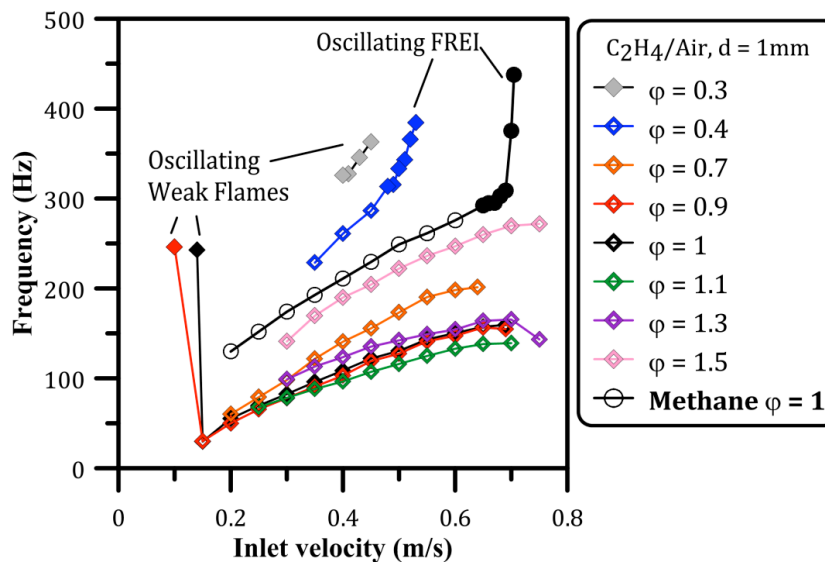 500
400
300
200
100
0
Frequency (Hz)
0
0.2
0.4
0.6
0.8
Inlet velocity (m/s)
Oscillating FREI
Oscillating
Weak Flames
C₂H₄/Air, d = 1mm
φ = 0.3
φ = 0.4
φ = 0.7
φ = 0.9
φ = 1
φ = 1.1
φ = 1.3
φ = 1.5
Methane φ = 1